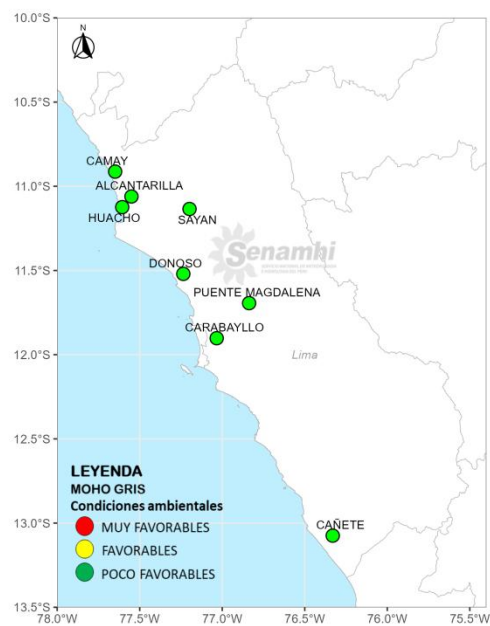 10.0°S
N
10.5°S
CAMAY
11.0°S
ALCANTARILLA
HUACHO
SAYAN
Senamhi
11.5°S
DONOSO
PUENTE MAGDALENA
CARABAYLLO
12.0°S
Lima
12.5°S
LEYENDA
MOHO GRIS
Condiciones ambientales
MUY FAVORABLES
FAVORABLES
POCO FAVORABLES
13.0°S
CAÑETE
13.5°S
78.0°W 77.5°W 77.0°W 76.5°W 76.0°W 75.5°W